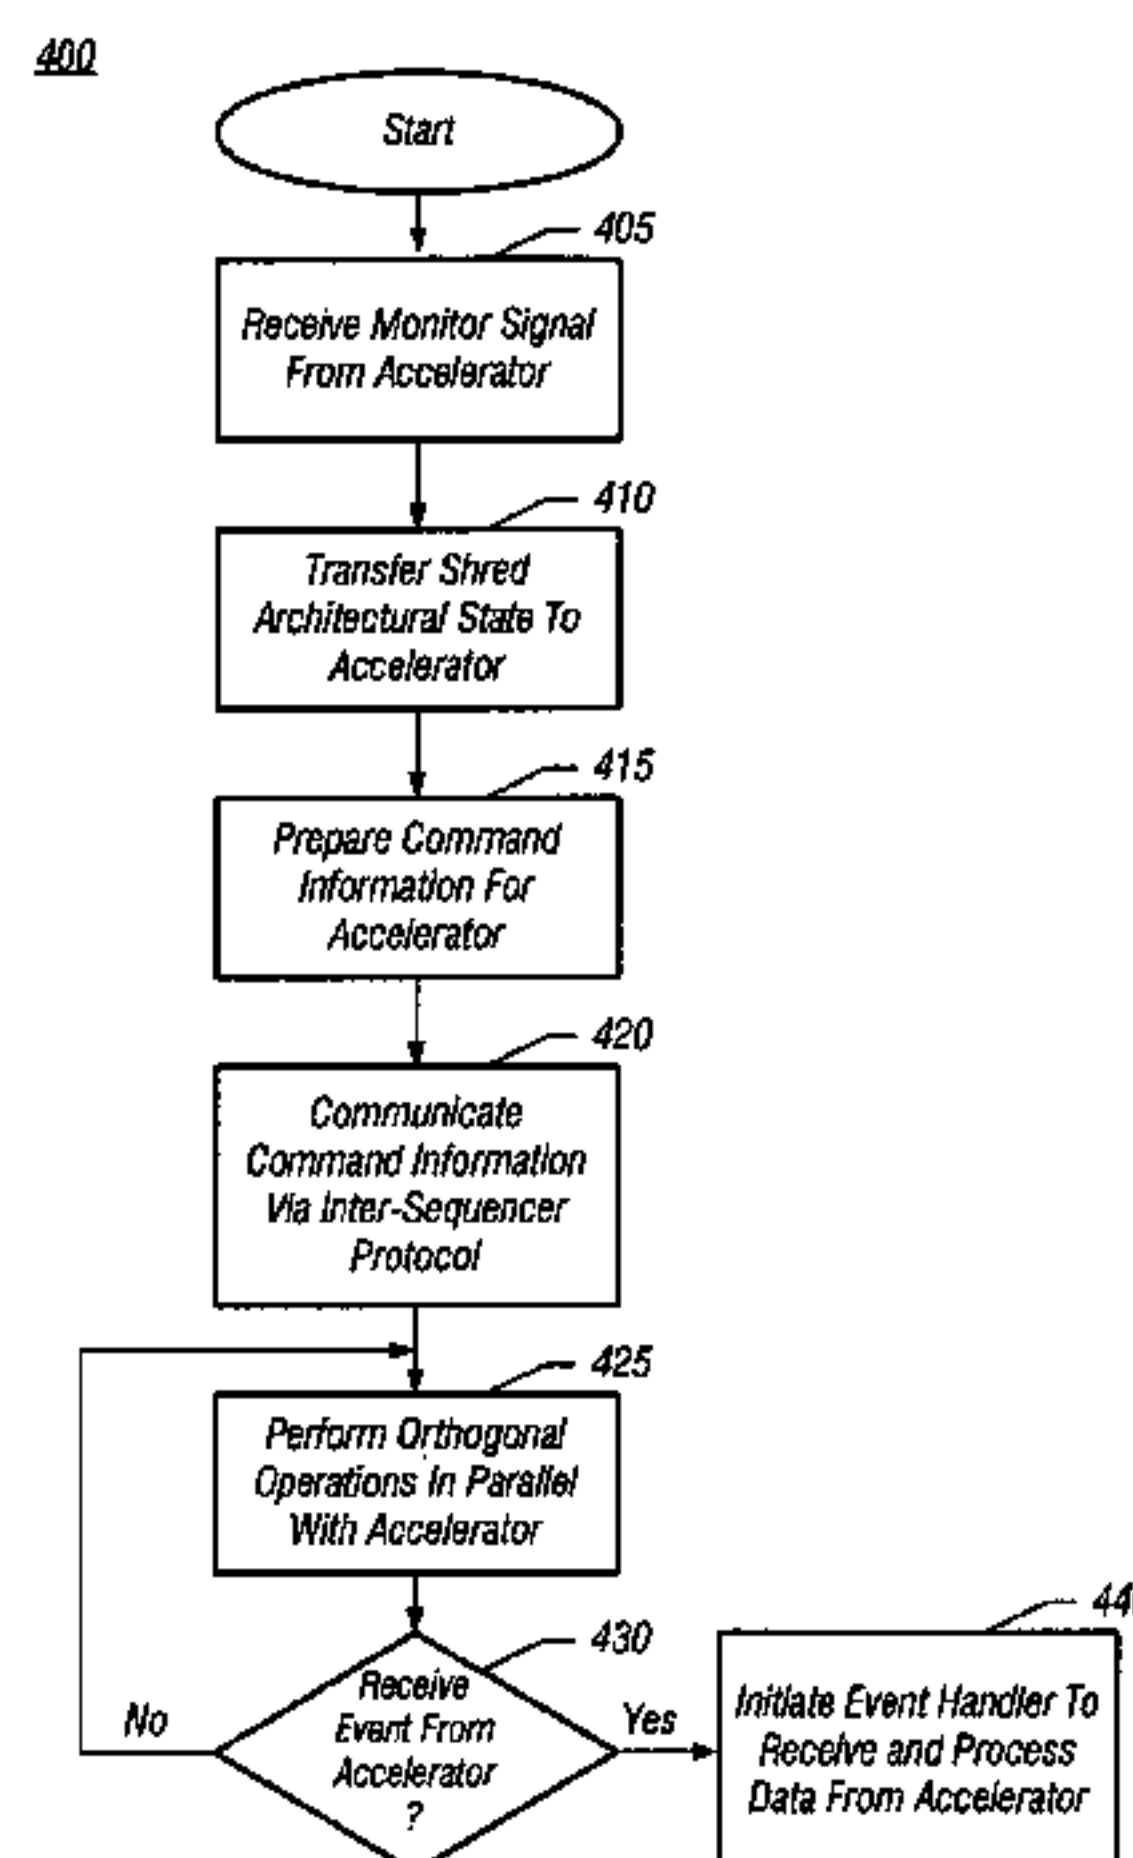 400
Start
405
Receive Monitor Signal
From Accelerator
410
Transfer Shred
Architectural State To
Accelerator
415
Prepare Command
Information For
Accelerator
420
Communicate
Command Information
Via Inter-Sequencer
Protocol
425
Perform Orthogonal
Operations In Parallel
With Accelerator
430
Receive
Event From
Accelerator
?
No
Yes
Initiate Event Handler To
Receive and Process
Data From Accelerator